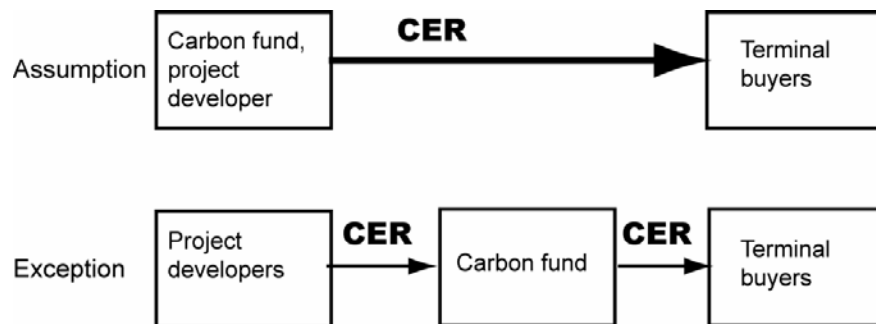 Assumption
Carbon fund,
project
developer
CER
Terminal
buyers
Exception
Project
developers
CER
Carbon fund
CER
Terminal
buyers